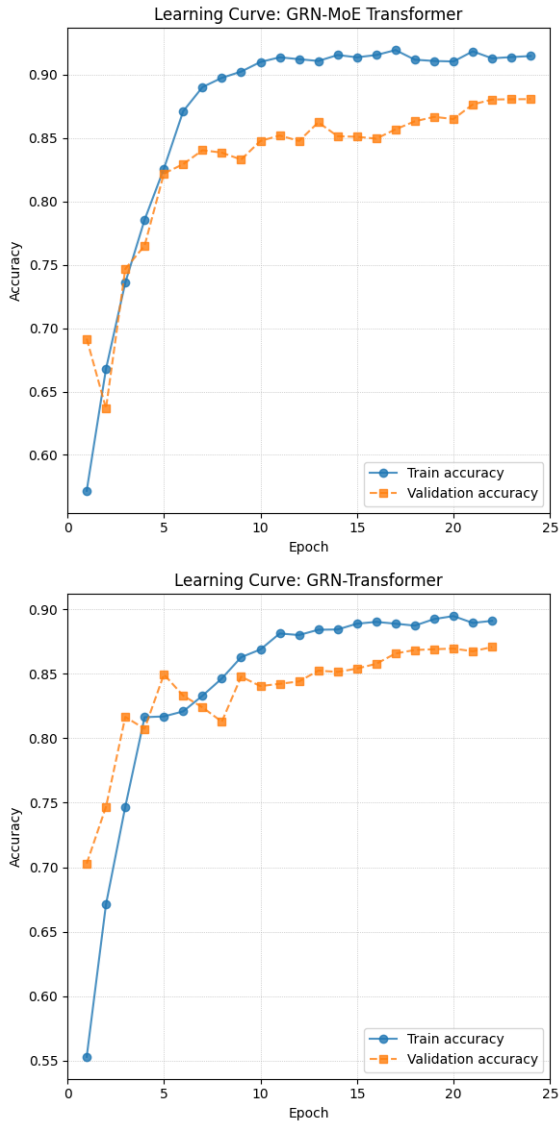 Learning Curve: GRN-MoE Transformer
0.90
0.85
0.80
0.75
0.70
0.65
0.60
Accuracy
Train accuracy
Validation accuracy
0 5 10 15 20 25
Epoch
Learning Curve: GRN-Transformer
0.90
0.85
0.80
0.75
0.70
0.65
0.60
0.55
Accuracy
Train accuracy
Validation accuracy
0 5 10 15 20 25
Epoch